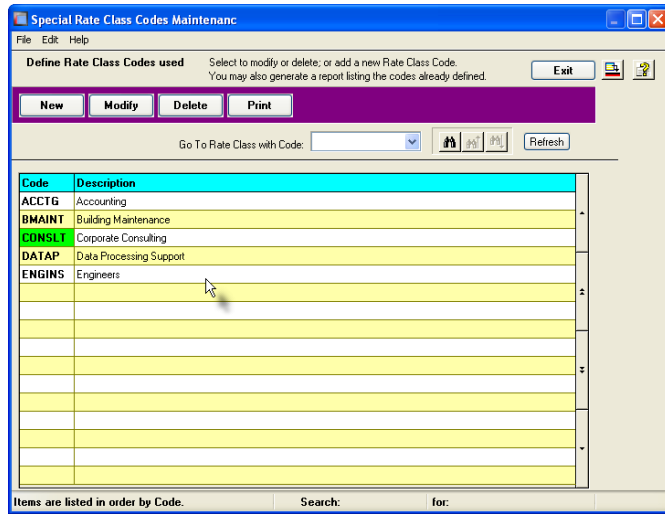 Special Rate Class Codes Maintenanc
File Edit Help
Define Rate Class Codes used
Select to modify or delete; or add a new Rate Class Code.
You may also generate a report listing the codes already defined.
Exit
New Modify Delete Print
Go To Rate Class with Code:
Refresh
Code Description
ACCTG Accounting
BMAINT Building Maintenance
CONSLT Corporate Consulting
DATAP Data Processing Support
ENGINS Engineers
Items are listed in order by Code. Search: for: